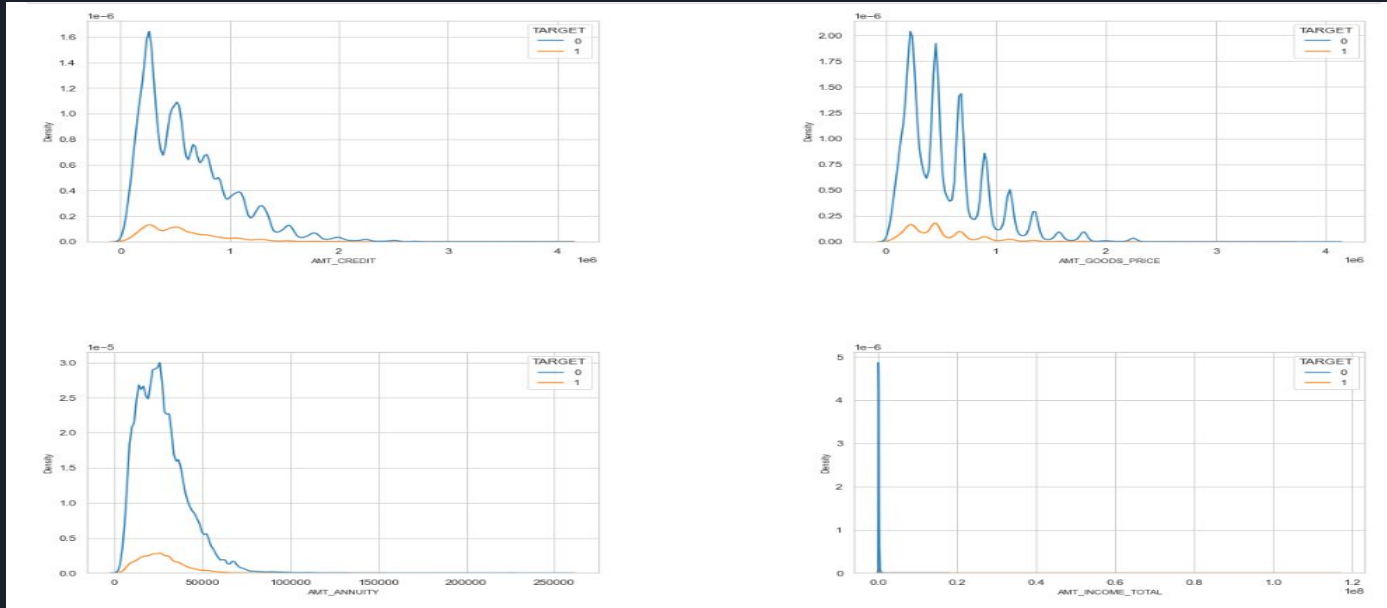 1e−6
TARGET
0
1
1.6
1.4
1.2
1.0
0.8
0.6
0.4
0.2
0.0
Density
0 1 2 3 4
AMT_CREDIT
1e6
1e−6
TARGET
0
1
2.00
1.75
1.50
1.25
1.00
0.75
0.50
0.25
0.00
Density
0 1 2 3 4
AMT_GOODS_PRICE
1e6
1e−5
TARGET
0
1
3.0
2.5
2.0
1.5
1.0
0.5
0.0
Density
0 50000 100000 150000 200000 250000
AMT_ANNUITY
1e−6
TARGET
0
1
5
4
3
2
1
0
Density
0.0 0.2 0.4 0.6 0.8 1.0 1.2
AMT_INCOME_TOTAL
1e8